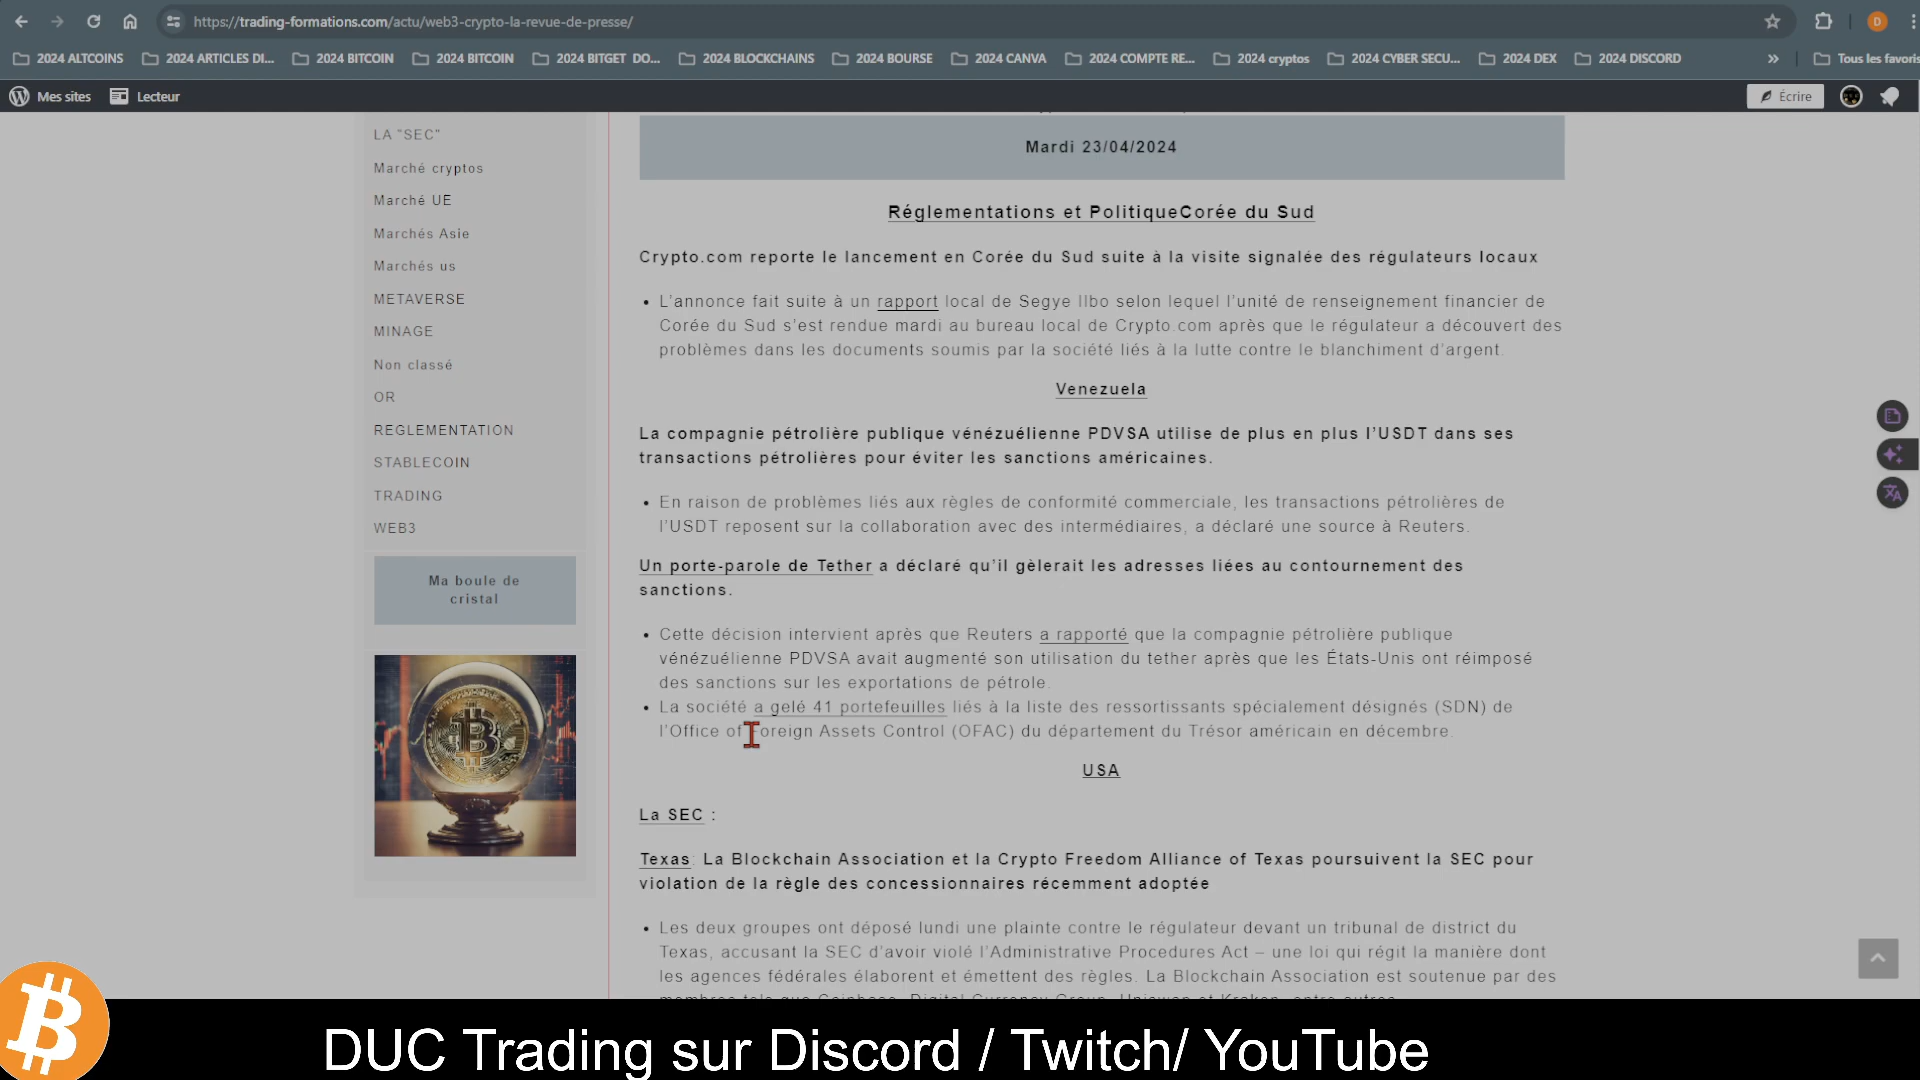 https://trading-formations.com/actu/web3-crypto-la-revue-de-presse/
D
2024 ALTCOINS
2024 ARTICLES DI...
2024 BITCOIN
2024 BITCOIN
2024 BITGET DO...
2024 BLOCKCHAINS
2024 BOURSE
2024 CANVA
2024 COMPTE RE...
2024 cryptos
2024 CYBER SECU...
2024 DEX
2024 DISCORD
»
Tous les favoris
Mes sites
Lecteur
Écrire
LA "SEC"
Marché cryptos
Marché UE
Marchés Asie
Marchés us
METAVERSE
MINAGE
Non classé
OR
REGLEMENTATION
STABLECOIN
TRADING
WEB3
Ma boule de
cristal
Mardi 23/04/2024
Réglementations et PolitiqueCorée du Sud
Crypto.com reporte le lancement en Corée du Sud suite à la visite signalée des régulateurs locaux
• L'annonce fait suite à un rapport local de Segye Ilbo selon lequel l'unité de renseignement financier de
Corée du Sud s'est rendue mardi au bureau local de Crypto.com après que le régulateur a découvert des
problèmes dans les documents soumis par la société liés à la lutte contre le blanchiment d'argent.
Venezuela
La compagnie pétrolière publique vénézuélienne PDVSA utilise de plus en plus l'USDT dans ses
transactions pétrolières pour éviter les sanctions américaines.
• En raison de problèmes liés aux règles de conformité commerciale, les transactions pétrolières de
l'USDT reposent sur la collaboration avec des intermédiaires, a déclaré une source à Reuters.
Un porte-parole de Tether a déclaré qu'il gèlerait les adresses liées au contournement des
sanctions.
• Cette décision intervient après que Reuters a rapporté que la compagnie pétrolière publique
vénézuélienne PDVSA avait augmenté son utilisation du tether après que les États-Unis ont réimposé
des sanctions sur les exportations de pétrole.
• La société a gelé 41 portefeuilles liés à la liste des ressortissants spécialement désignés (SDN) de
l'Office of Foreign Assets Control (OFAC) du département du Trésor américain en décembre.
USA
La SEC :
Texas: La Blockchain Association et la Crypto Freedom Alliance of Texas poursuivent la SEC pour
violation de la règle des concessionnaires récemment adoptée
• Les deux groupes ont déposé lundi une plainte contre le régulateur devant un tribunal de district du
Texas, accusant la SEC d'avoir violé l'Administrative Procedures Act – une loi qui régit la manière dont
les agences fédérales élaborent et émettent des règles. La Blockchain Association est soutenue par des
membres tels que Coinbase, Digital Currency Group, Uniswap et Kraken, entre autres.
DUC Trading sur Discord / Twitch/ YouTube